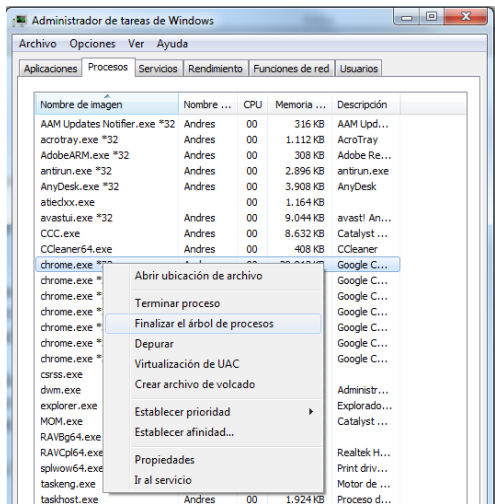 Administrador de tareas de Windows
Archivo Opciones Ver Ayuda
Aplicaciones Procesos Servicios Rendimiento Funciones de red Usuarios
Nombre de imagen Nombre ... CPU Memoria ... Descripción
AAM Updates Notifier.exe *32 Andres 00 316 KB AAM Upd...
acrotray.exe *32 Andres 00 1.112 KB AcroTray
AdobeARM.exe *32 Andres 00 308 KB Adobe Re...
antirun.exe *32 Andres 00 2.896 KB antirun.exe
AnyDesk.exe *32 Andres 00 3.908 KB AnyDesk
atieclxx.exe 00 1.164 KB
avastui.exe *32 Andres 00 9.044 KB avast! An...
CCC.exe Andres 00 8.632 KB Catalyst ...
CCleaner64.exe Andres 00 408 KB CCleaner
chrome.exe Google C...
Abrir ubicación de archivo
chrome.exe * Google C...
chrome.exe * Google C...
Terminar proceso
chrome.exe * Google C...
Finalizar el árbol de procesos
chrome.exe * Google C...
Depurar
chrome.exe * Google C...
Virtualización de UAC
csrss.exe
Crear archivo de volcado
dwm.exe Administr...
explorer.exe Explorado...
Establecer prioridad
MOM.exe Catalyst ...
Establecer afinidad...
RAVBg64.exe
RAVCpl64.exe Realtek H...
Propiedades
splwow64.exe Print driv...
Ir al servicio
taskeng.exe Motor de ...
taskhost.exe Andres 00 1.924 KB Proceso d...